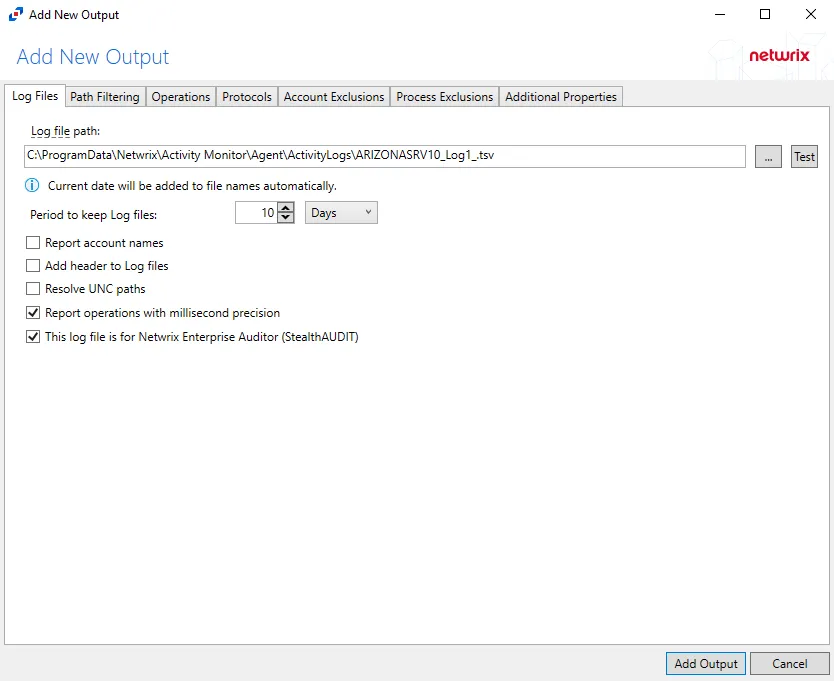 Add New Output
Add New Output
netwrix
Log Files Path Filtering Operations Protocols Account Exclusions Process Exclusions Additional Properties
Log file path:
C:\ProgramData\Netwrix\Activity Monitor\Agent\ActivityLogs\ARIZONASRV10_Log1_.tsv ... Test
Current date will be added to file names automatically.
Period to keep Log files: 10 Days
Report account names
Add header to Log files
Resolve UNC paths
Report operations with millisecond precision
This log file is for Netwrix Enterprise Auditor (StealthAUDIT)
Add Output Cancel